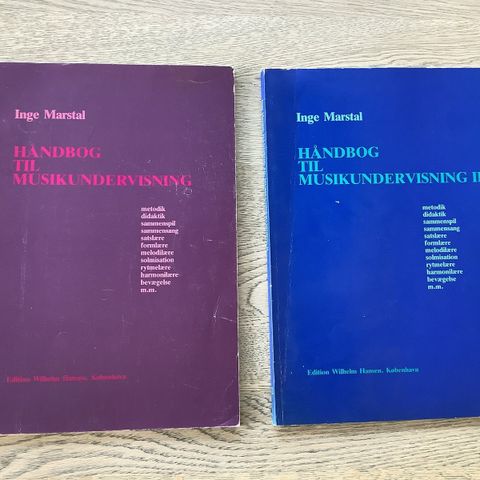 Inge Marstal
HÅNDBOG
TIL
MUSIKUNDERVISNING
metodik
didaktik
sammenspil
sammensang
satslære
formlære
melodilære
solmisation
rytmelære
harmonilære
bevægelse
m.m.
Edition Wilhelm Hansen, København
Inge Marstal
HÅNDBOG
TIL
MUSIKUNDERVISNING II
metodik
didaktik
sammenspil
sammensang
satslære
formlære
melodilære
solmisation
rytmelære
harmonilære
bevægelse
m.m.
Edition Wilhelm Hansen, København